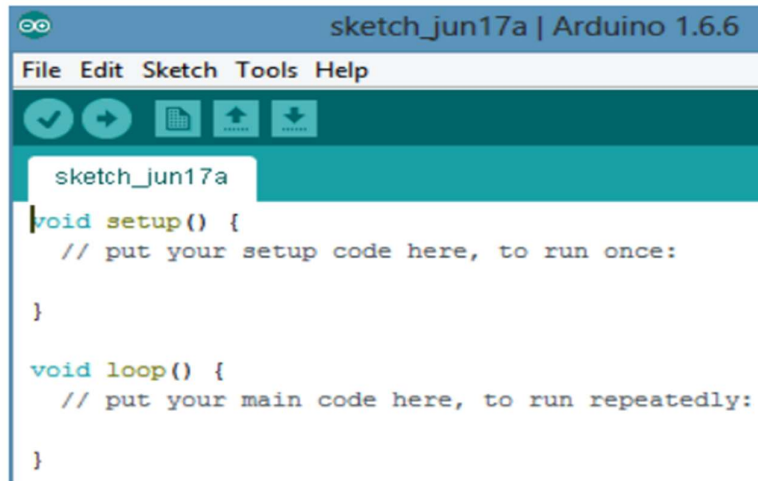 sketch_jun17a | Arduino 1.6.6
File Edit Sketch Tools Help
sketch_jun17a
void setup() {
  // put your setup code here, to run once:
}
void loop() {
  // put your main code here, to run repeatedly:
}